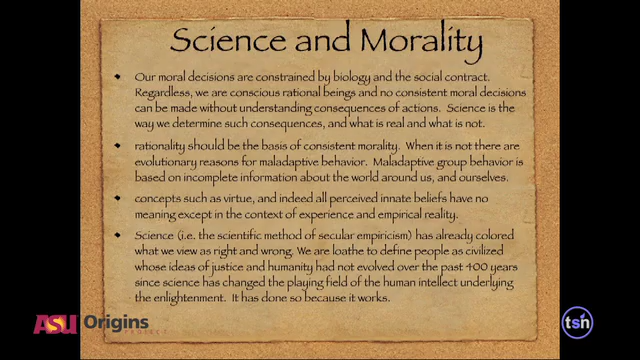 Science and Morality
Our moral decisions are constrained by biology and the social contract.
Regardless, we are conscious rational beings and no consistent moral decisions
can be made without understanding consequences of actions. Science is the
way we determine such consequences, and what is real and what is not.
rationality should be the basis of consistent morality. When it is not there are
evolutionary reasons for maladaptive behavior. Maladaptive group behavior is
based on incomplete information about the world around us, and ourselves.
concepts such as virtue, and indeed all perceived innate beliefs have no
meaning except in the context of experience and empirical reality.
Science (i.e. the scientific method of secular empiricism) has already colored
what we view as right and wrong. We are loathe to define people as civilized
whose ideas of justice and humanity had not evolved over the past 400 years
since science has changed the playing field of the human intellect underlying
the enlightenment. It has done so because it works.
ASU Origins
PROJECT
tsn